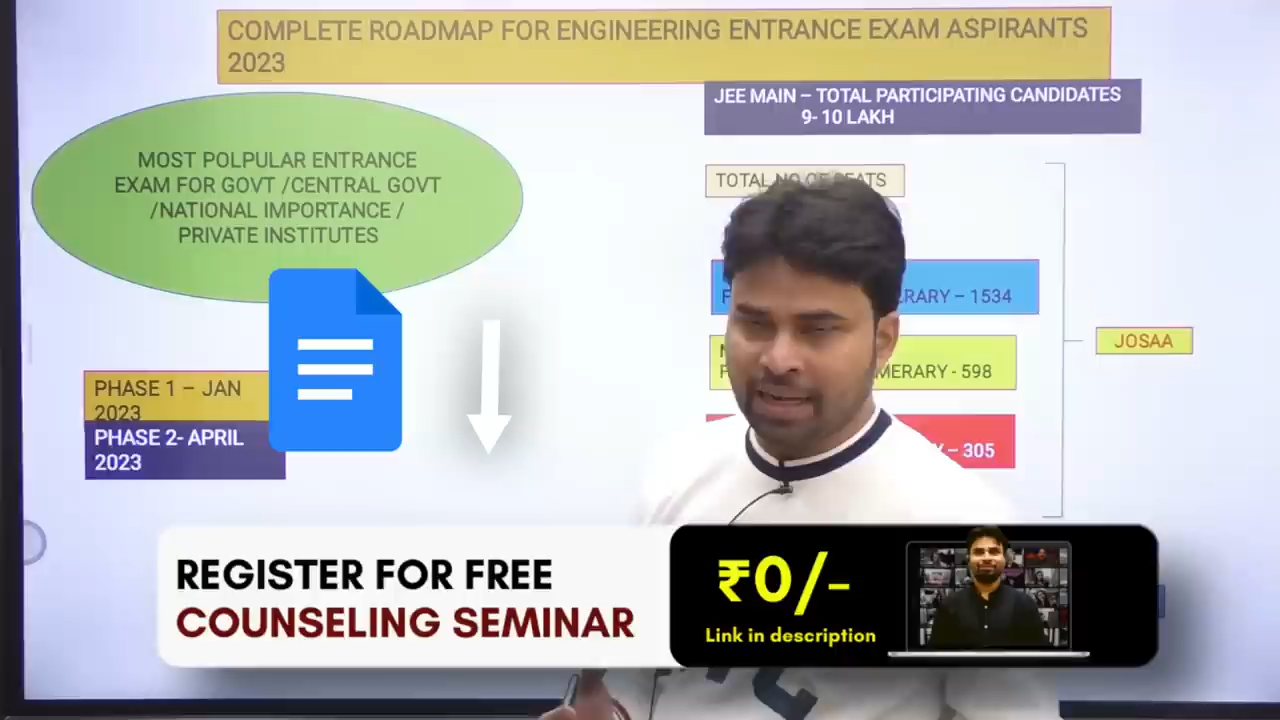 COMPLETE ROADMAP FOR ENGINEERING ENTRANCE EXAM ASPIRANTS
2023
JEE MAIN – TOTAL PARTICIPATING CANDIDATES
9- 10 LAKH
MOST POLPULAR ENTRANCE
EXAM FOR GOVT /CENTRAL GOVT
/NATIONAL IMPORTANCE /
PRIVATE INSTITUTES
TOTAL NO OF SEATS
– 1534
JOSAA
- 598
– 305
PHASE 1 – JAN
2023
PHASE 2- APRIL
2023
REGISTER FOR FREE
COUNSELING SEMINAR
₹0/-
Link in description